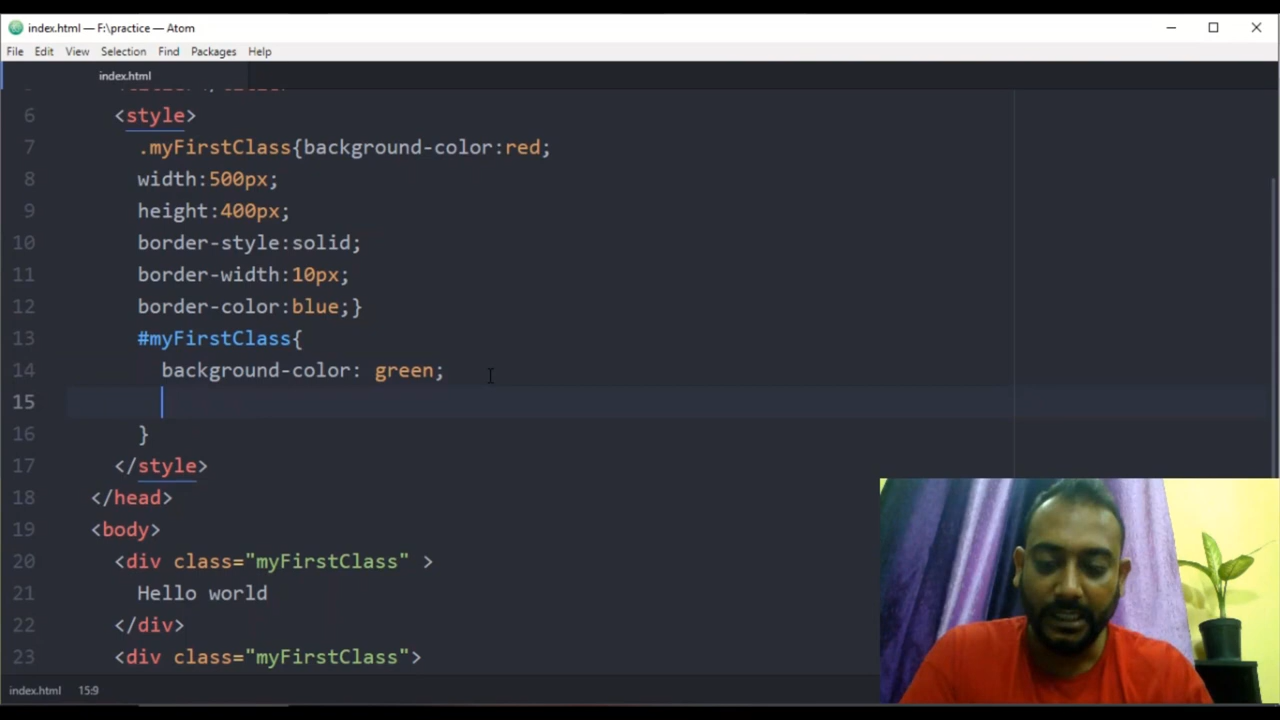 index.html — F:\practice — Atom
File Edit View Selection Find Packages Help
index.html
6 <style>
7 .myFirstClass{background-color:red;
8 width:500px;
9 height:400px;
10 border-style:solid;
11 border-width:10px;
12 border-color:blue;}
13 #myFirstClass{
14 background-color: green;
15
16 }
17 </style>
18 </head>
19 <body>
20 <div class="myFirstClass" >
21 Hello world
22 </div>
23 <div class="myFirstClass">
index.html 15:9